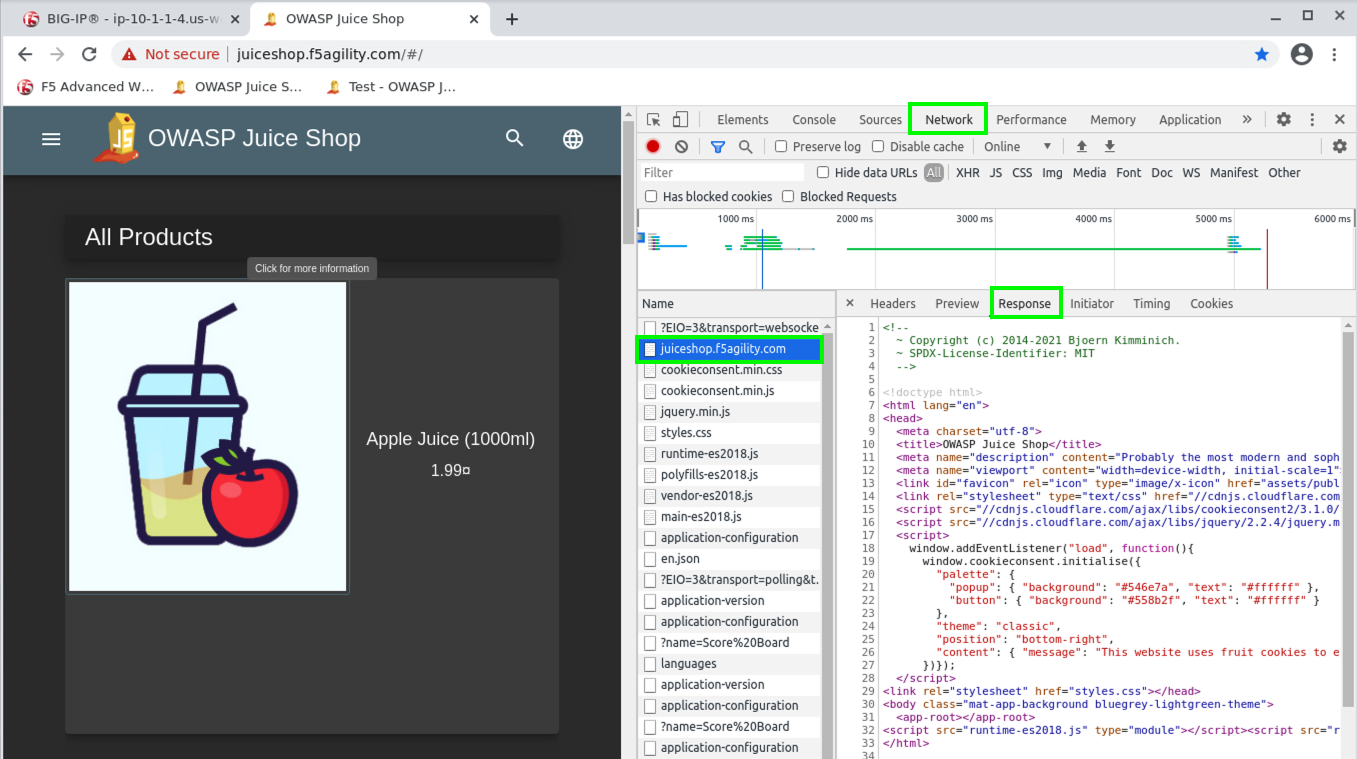 BIG-IP® - ip-10-1-1-4.us-w
OWASP Juice Shop
Not secure | juiceshop.f5agility.com/#/
F5 Advanced W...
OWASP Juice S...
Test - OWASP J...
OWASP Juice Shop
All Products
Click for more information
Apple Juice (1000ml)
1.99¤
Elements Console Sources Network Performance Memory Application »
Preserve log Disable cache Online
Filter Hide data URLs All XHR JS CSS Img Media Font Doc WS Manifest Other
Has blocked cookies Blocked Requests
1000 ms 2000 ms 3000 ms 4000 ms 5000 ms 6000 ms
Name
?EIO=3&transport=websocke
juiceshop.f5agility.com
cookieconsent.min.css
cookieconsent.min.js
jquery.min.js
styles.css
runtime-es2018.js
polyfills-es2018.js
vendor-es2018.js
main-es2018.js
application-configuration
en.json
?EIO=3&transport=polling&t.
application-version
application-configuration
?name=Score%20Board
languages
application-version
application-configuration
?name=Score%20Board
application-configuration
× Headers Preview Response Initiator Timing Cookies
1 <!--
2   ~ Copyright (c) 2014-2021 Bjoern Kimminich.
3   ~ SPDX-License-Identifier: MIT
4   -->
5
6 <!doctype html>
7 <html lang="en">
8 <head>
9   <meta charset="utf-8">
10   <title>OWASP Juice Shop</title>
11   <meta name="description" content="Probably the most modern and soph
12   <meta name="viewport" content="width=device-width, initial-scale=1"
13   <link id="favicon" rel="icon" type="image/x-icon" href="assets/publ
14   <link rel="stylesheet" type="text/css" href="//cdnjs.cloudflare.com
15   <script src="//cdnjs.cloudflare.com/ajax/libs/cookieconsent2/3.1.0/
16   <script src="//cdnjs.cloudflare.com/ajax/libs/jquery/2.2.4/jquery.m
17   <script>
18     window.addEventListener("load", function(){
19       window.cookieconsent.initialise({
20         "palette": {
21           "popup": { "background": "#546e7a", "text": "#ffffff" },
22           "button": { "background": "#558b2f", "text": "#ffffff" }
23         },
24         "theme": "classic",
25         "position": "bottom-right",
26         "content": { "message": "This website uses fruit cookies to e
27       })});
28   </script>
29 <link rel="stylesheet" href="styles.css"></head>
30 <body class="mat-app-background bluegrey-lightgreen-theme">
31   <app-root></app-root>
32 <script src="runtime-es2018.js" type="module"></script><script src="r
33 </html>
34